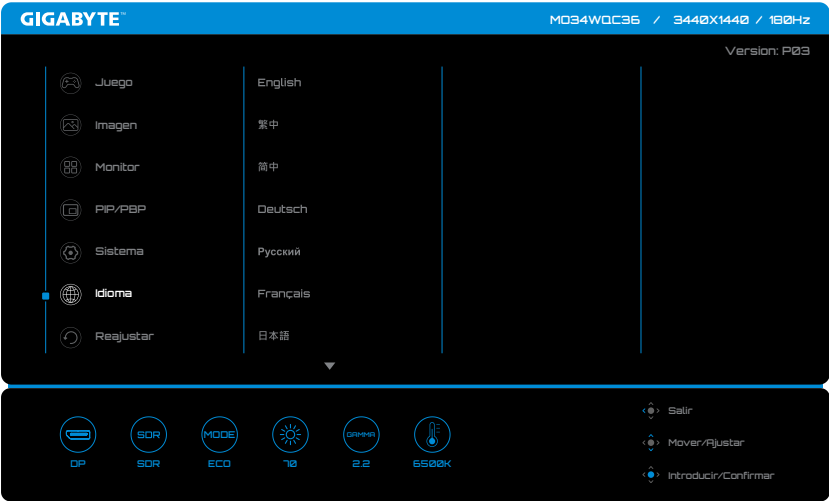 GIGABYTE™
MO34WQC36 / 3440X1440 / 180Hz
Version: P03
Juego
English
Imagen
繁中
Monitor
简中
PIP/PBP
Deutsch
Sistema
Русский
Idioma
Français
Reajustar
日本語
Salir
SDR
MODE
GAMMA
Mover/Ajustar
DP
SDR
ECO
70
2.2
6500K
Introducir/Confirmar